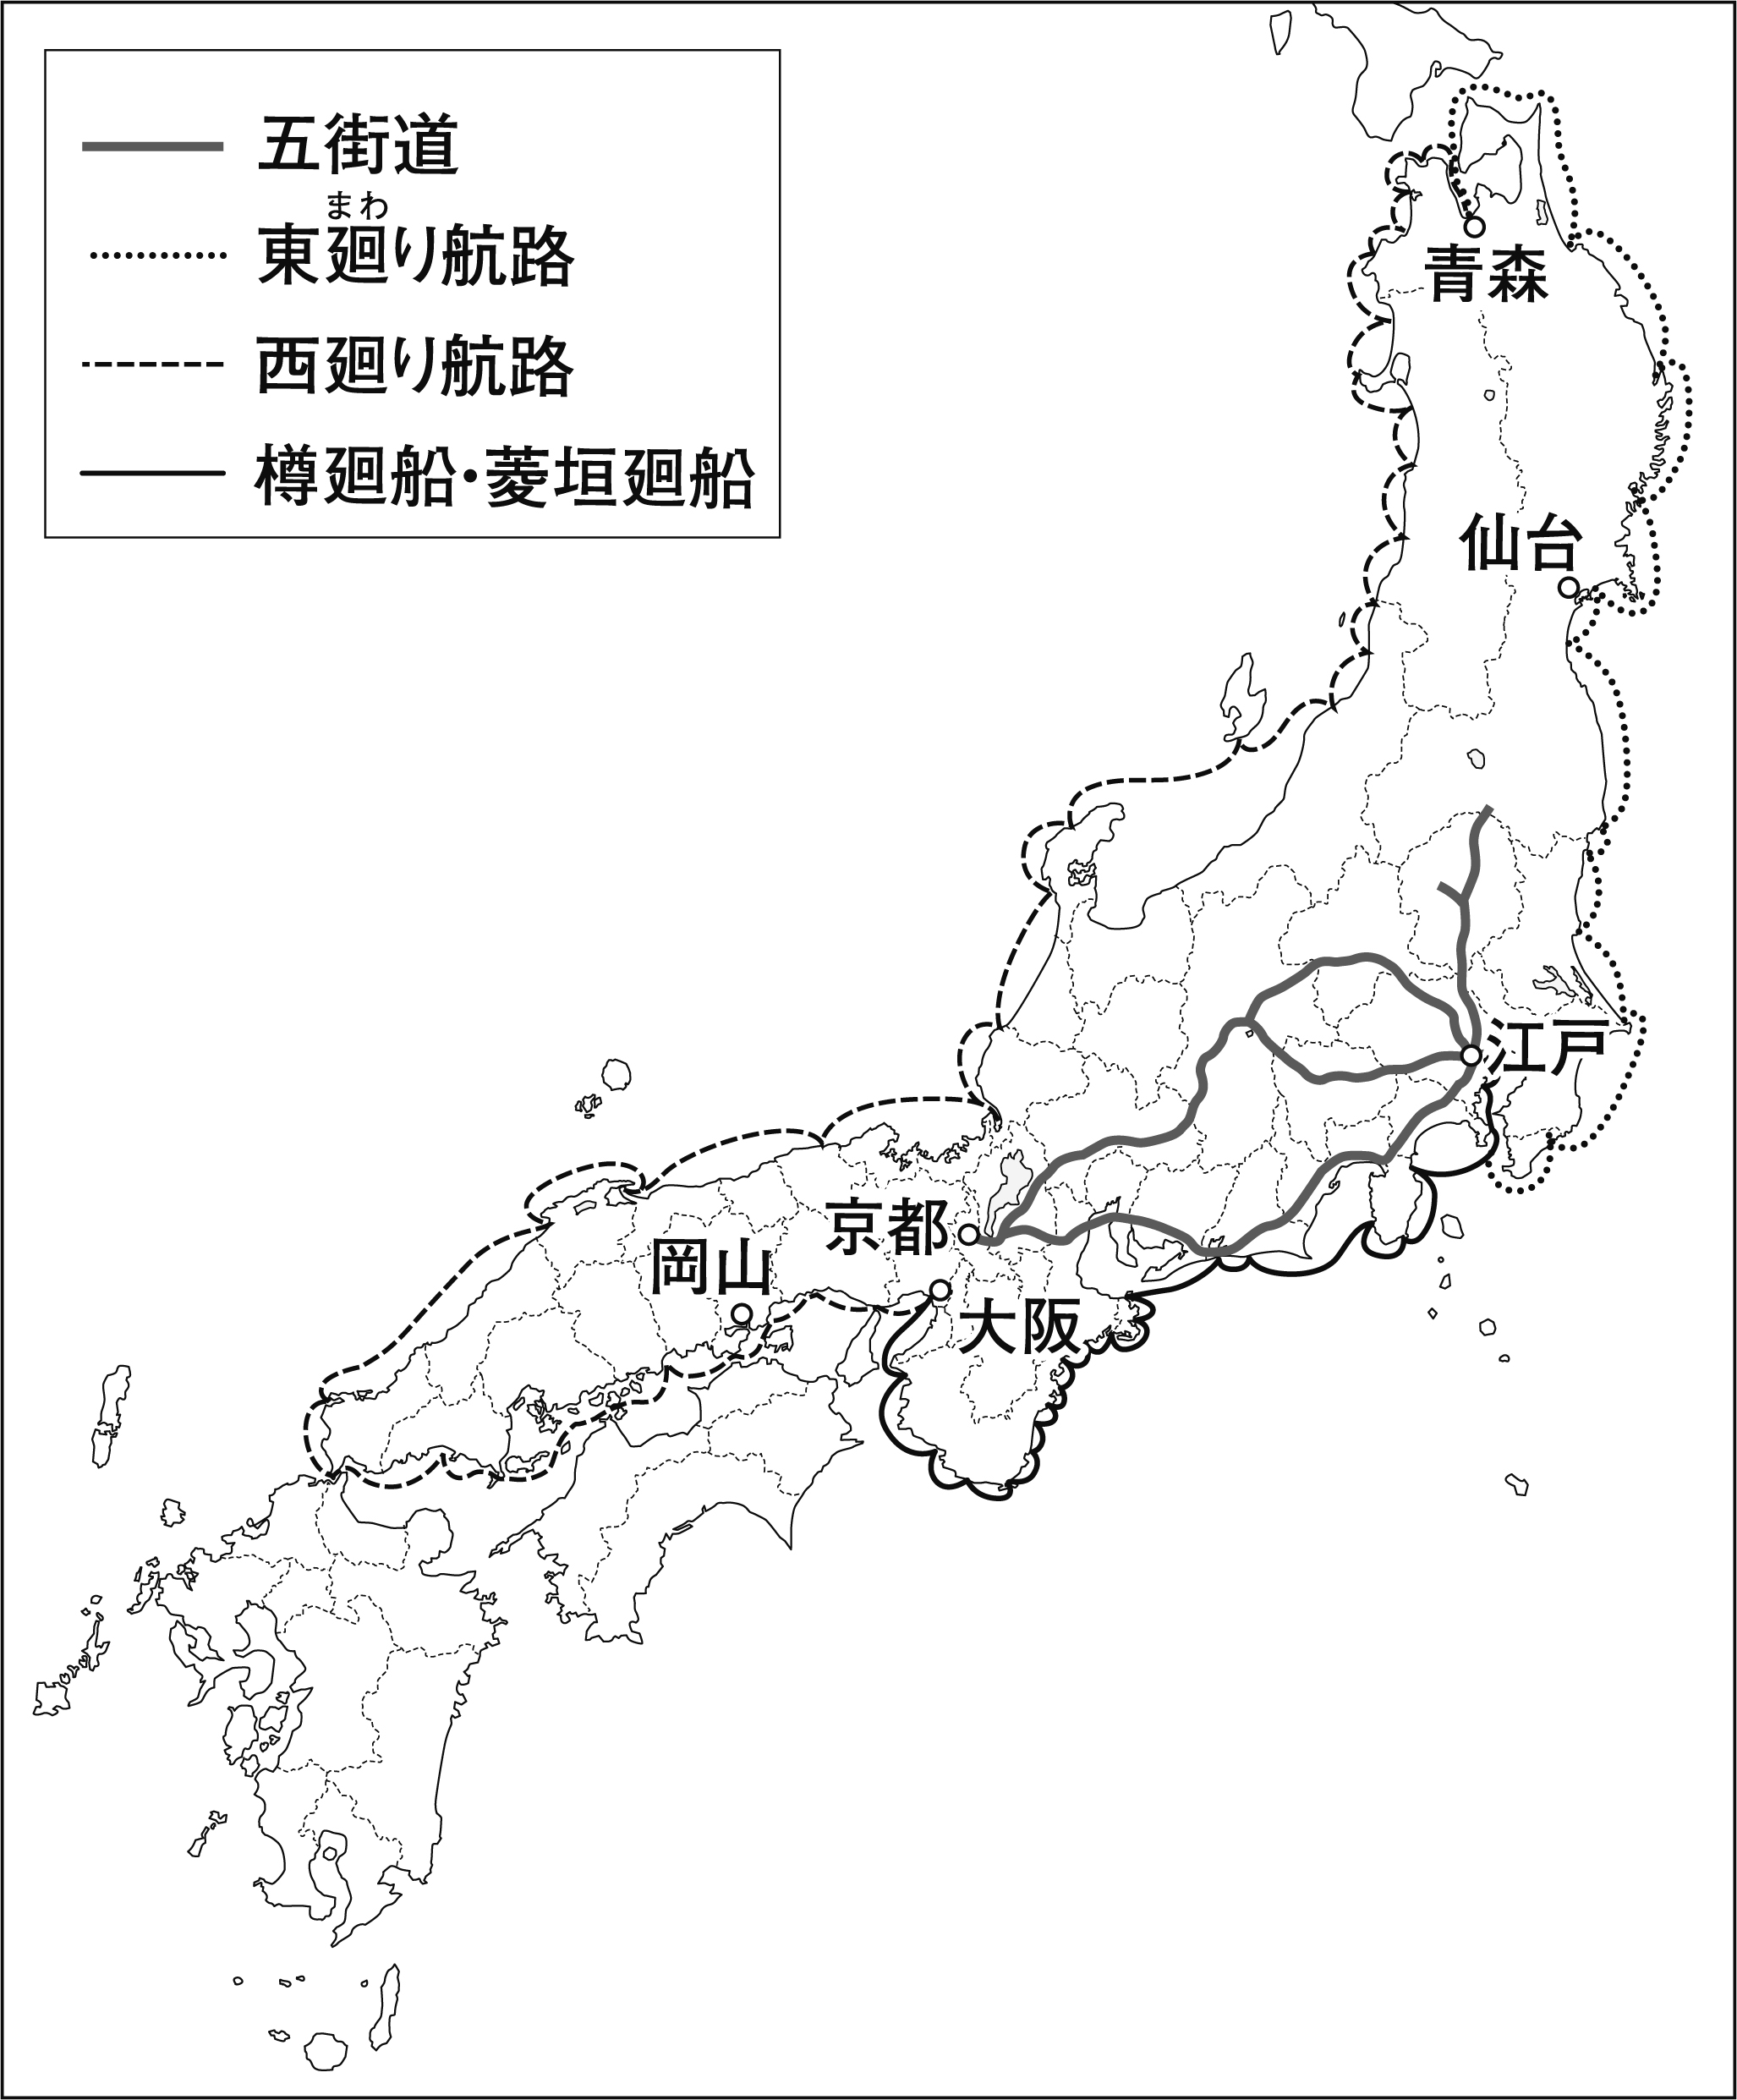 五街道
まわ
東廻り航路
西廻り航路
樽廻船・菱垣廻船
青森
仙台
江戸
京都
岡山
大阪